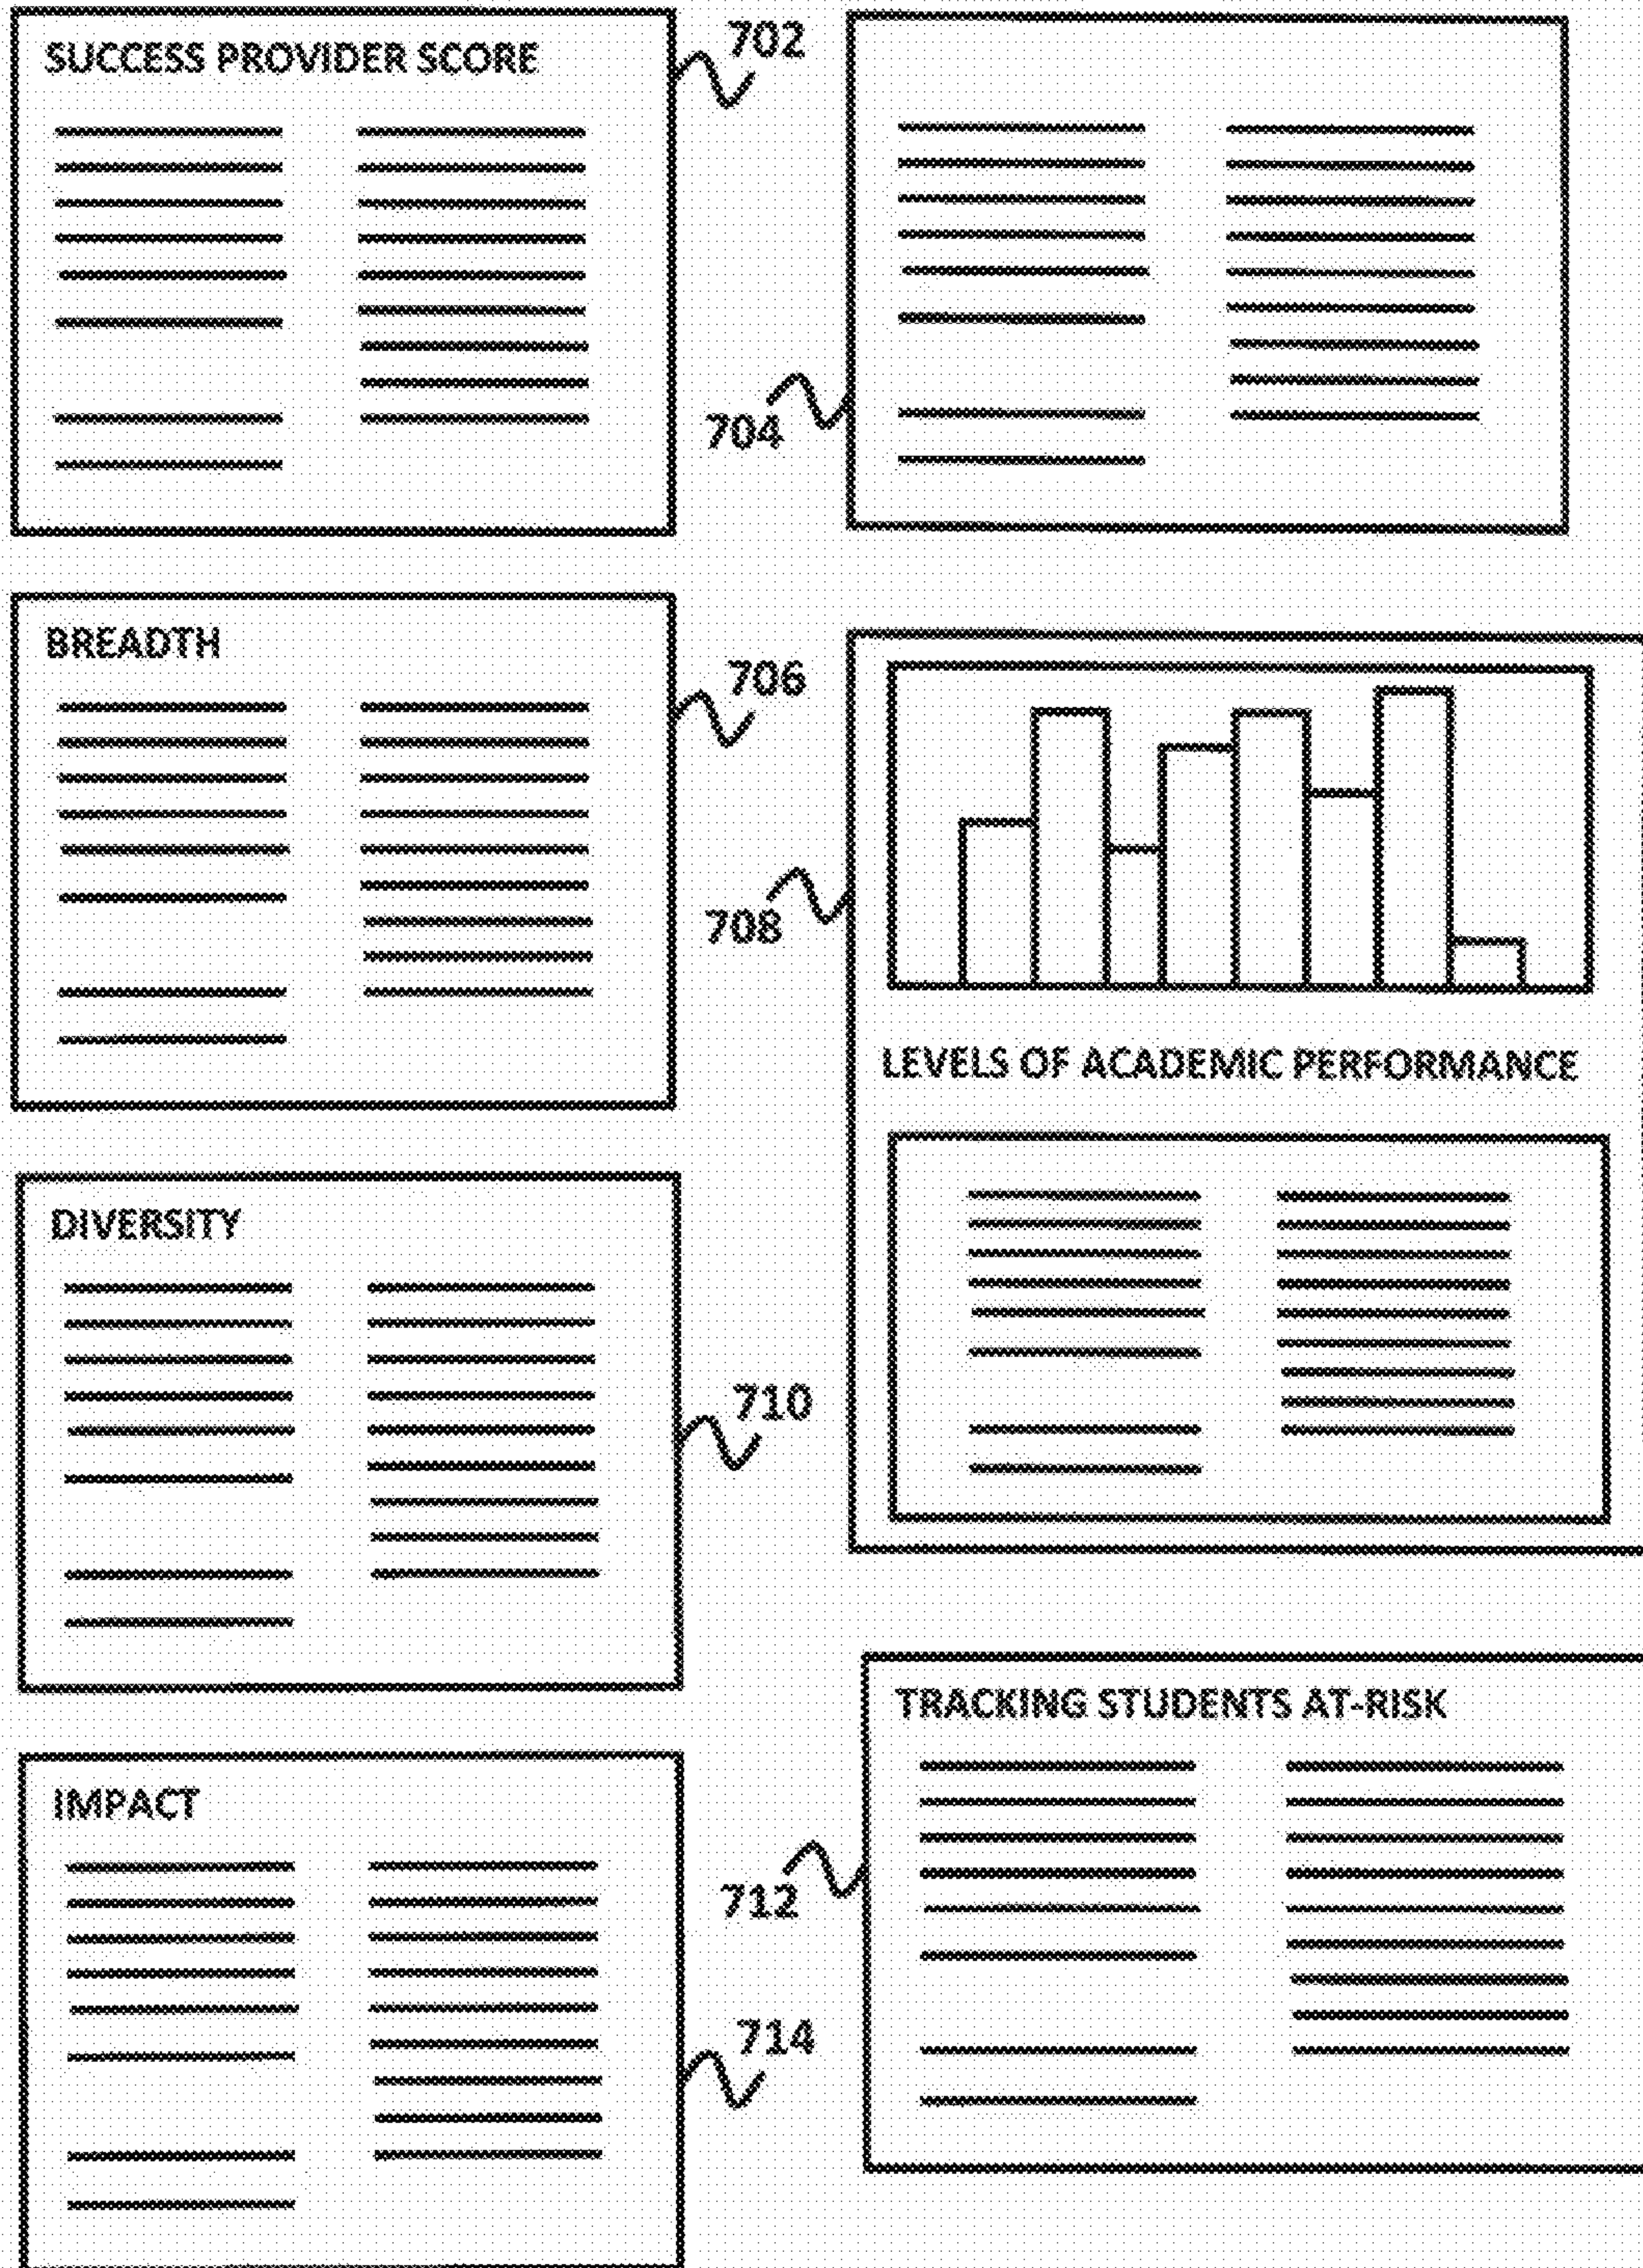 SUCCESS PROVIDER SCORE
702
704
BREADTH
706
708
LEVELS OF ACADEMIC PERFORMANCE
DIVERSITY
710
TRACKING STUDENTS AT-RISK
712
IMPACT
714